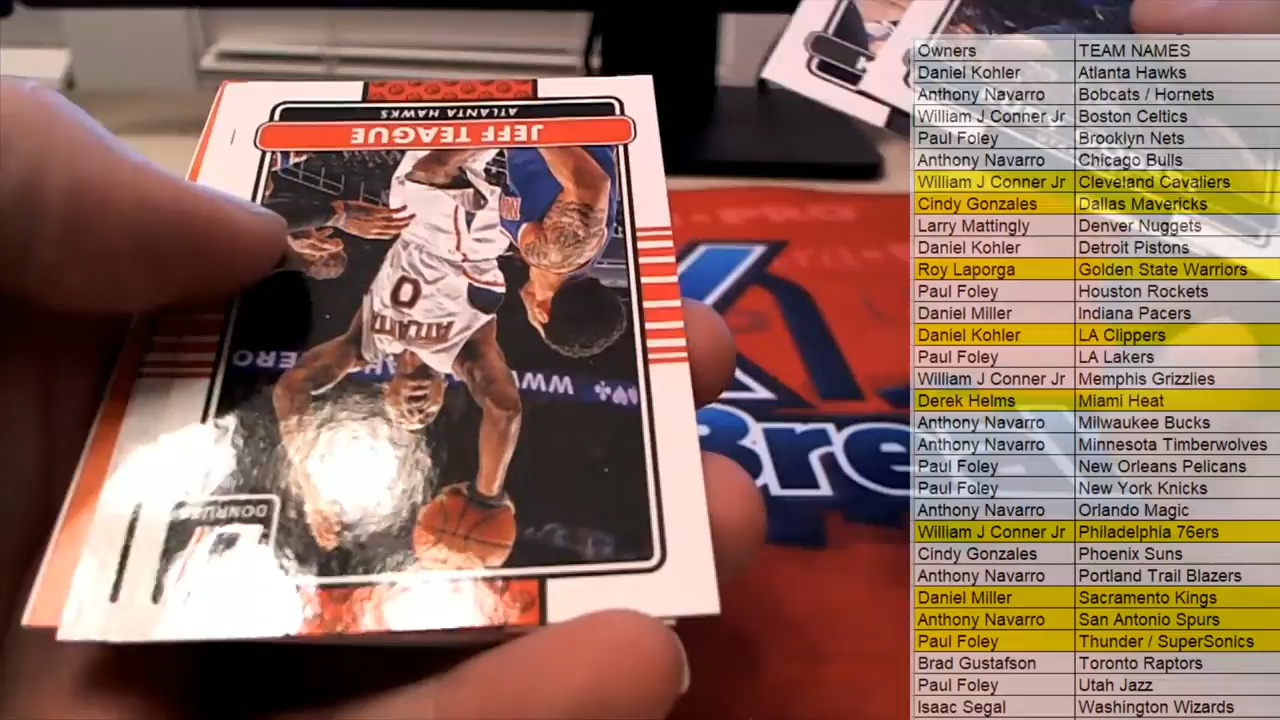 Owners TEAM NAMES
Daniel Kohler Atlanta Hawks
Anthony Navarro Bobcats / Hornets
William J Conner Jr Boston Celtics
Paul Foley Brooklyn Nets
Anthony Navarro Chicago Bulls
William J Conner Jr Cleveland Cavaliers
Cindy Gonzales Dallas Mavericks
Larry Mattingly Denver Nuggets
Daniel Kohler Detroit Pistons
Roy Laporga Golden State Warriors
Paul Foley Houston Rockets
Daniel Miller Indiana Pacers
Daniel Kohler LA Clippers
Paul Foley LA Lakers
William J Conner Jr Memphis Grizzlies
Derek Helms Miami Heat
Anthony Navarro Milwaukee Bucks
Anthony Navarro Minnesota Timberwolves
Paul Foley New Orleans Pelicans
Paul Foley New York Knicks
Anthony Navarro Orlando Magic
William J Conner Jr Philadelphia 76ers
Cindy Gonzales Phoenix Suns
Anthony Navarro Portland Trail Blazers
Daniel Miller Sacramento Kings
Anthony Navarro San Antonio Spurs
Paul Foley Thunder / SuperSonics
Brad Gustafson Toronto Raptors
Paul Foley Utah Jazz
Isaac Segal Washington Wizards
ATLANTA HAWKS
JEFF TEAGUE
ATLANTA
0
DONRUSS